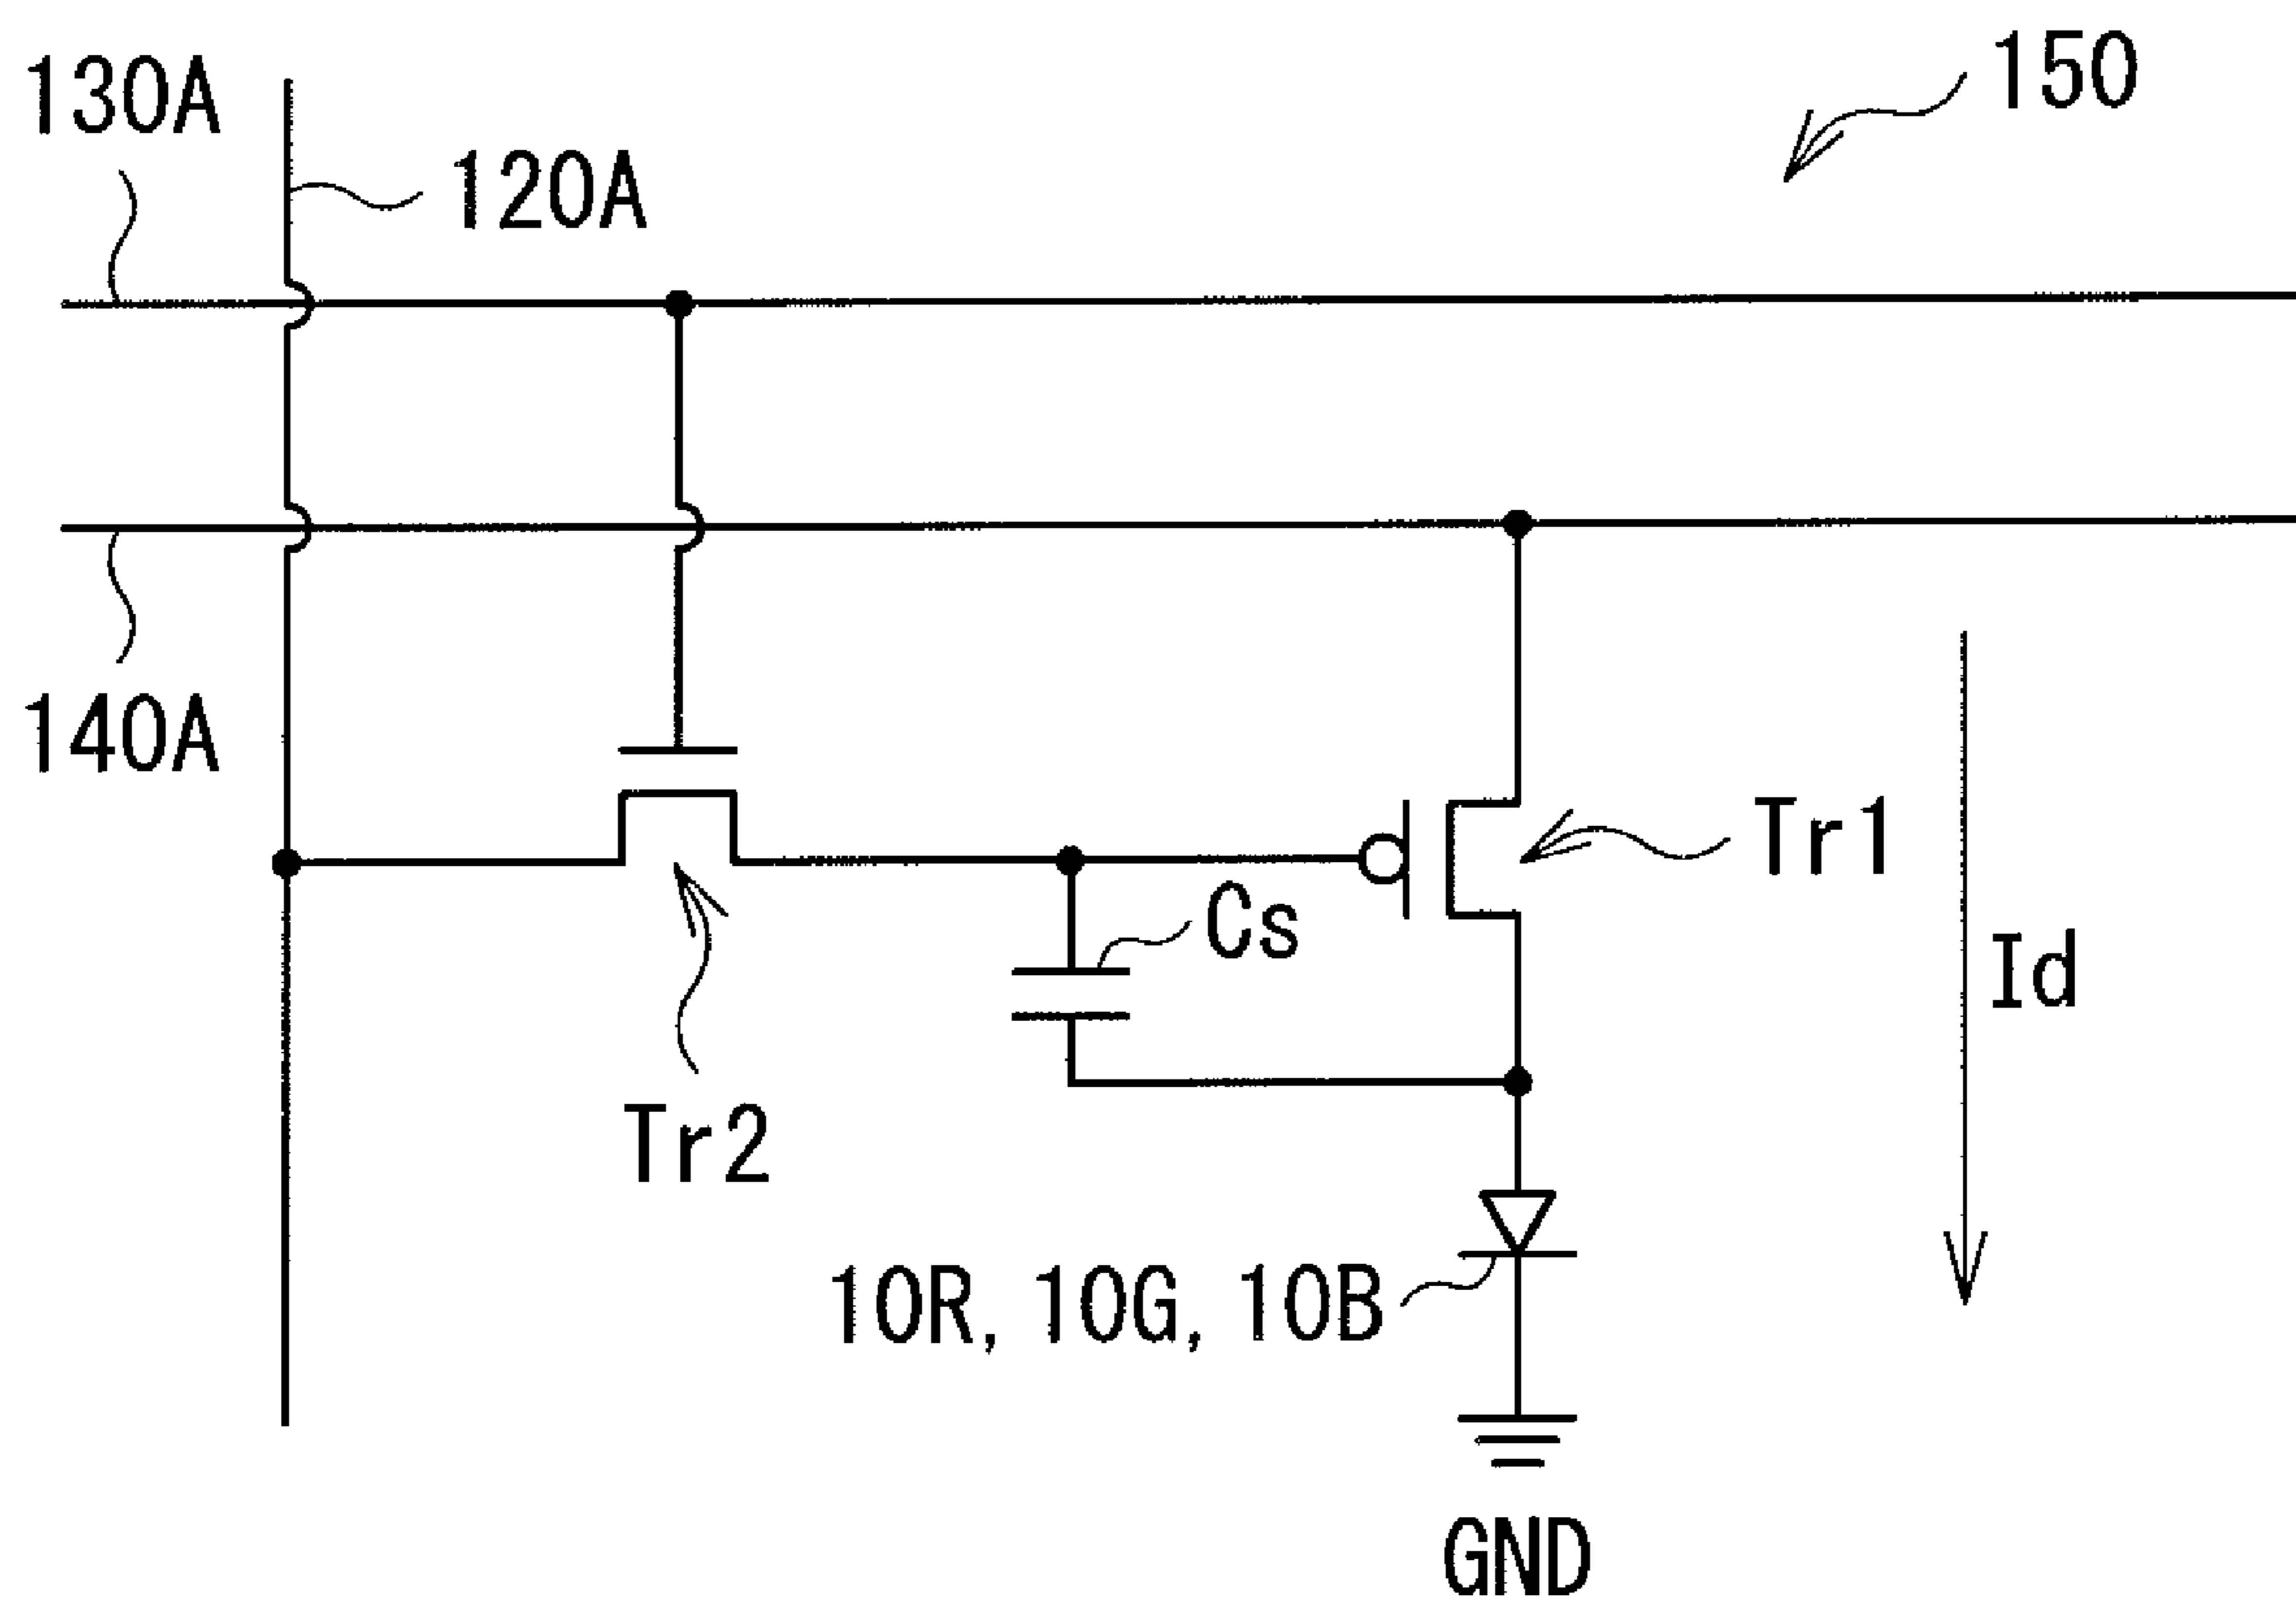 130A
150
120A
140A
Tr1
Cs
Id
Tr2
10R, 10G, 10B
GND